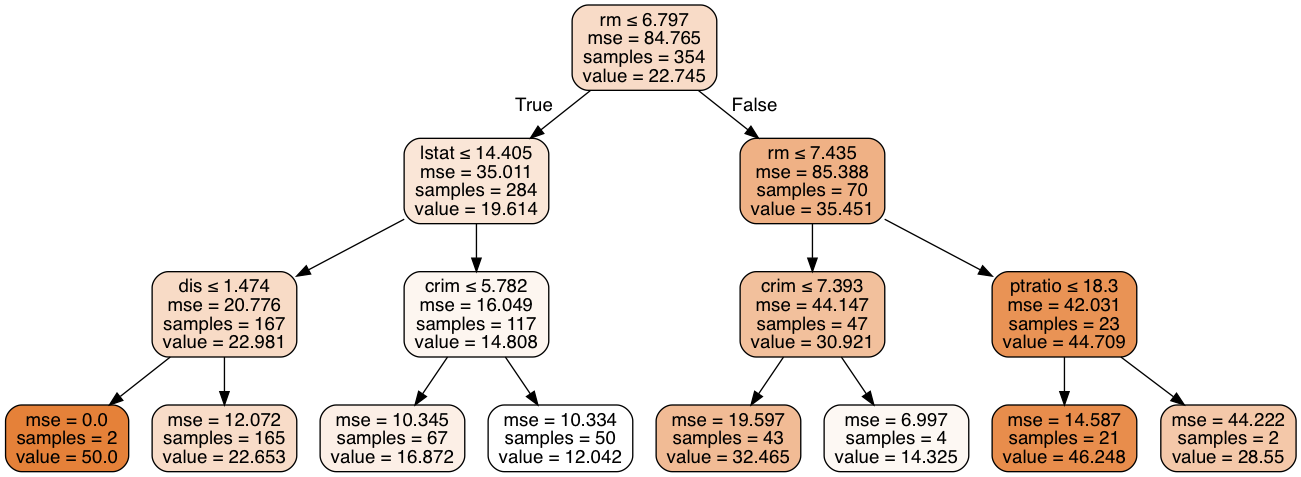 rm ≤ 6.797
mse = 84.765
samples = 354
value = 22.745
True
False
lstat ≤ 14.405
mse = 35.011
samples = 284
value = 19.614
rm ≤ 7.435
mse = 85.388
samples = 70
value = 35.451
dis ≤ 1.474
mse = 20.776
samples = 167
value = 22.981
crim ≤ 5.782
mse = 16.049
samples = 117
value = 14.808
crim ≤ 7.393
mse = 44.147
samples = 47
value = 30.921
ptratio ≤ 18.3
mse = 42.031
samples = 23
value = 44.709
mse = 0.0
samples = 2
value = 50.0
mse = 12.072
samples = 165
value = 22.653
mse = 10.345
samples = 67
value = 16.872
mse = 10.334
samples = 50
value = 12.042
mse = 19.597
samples = 43
value = 32.465
mse = 6.997
samples = 4
value = 14.325
mse = 14.587
samples = 21
value = 46.248
mse = 44.222
samples = 2
value = 28.55